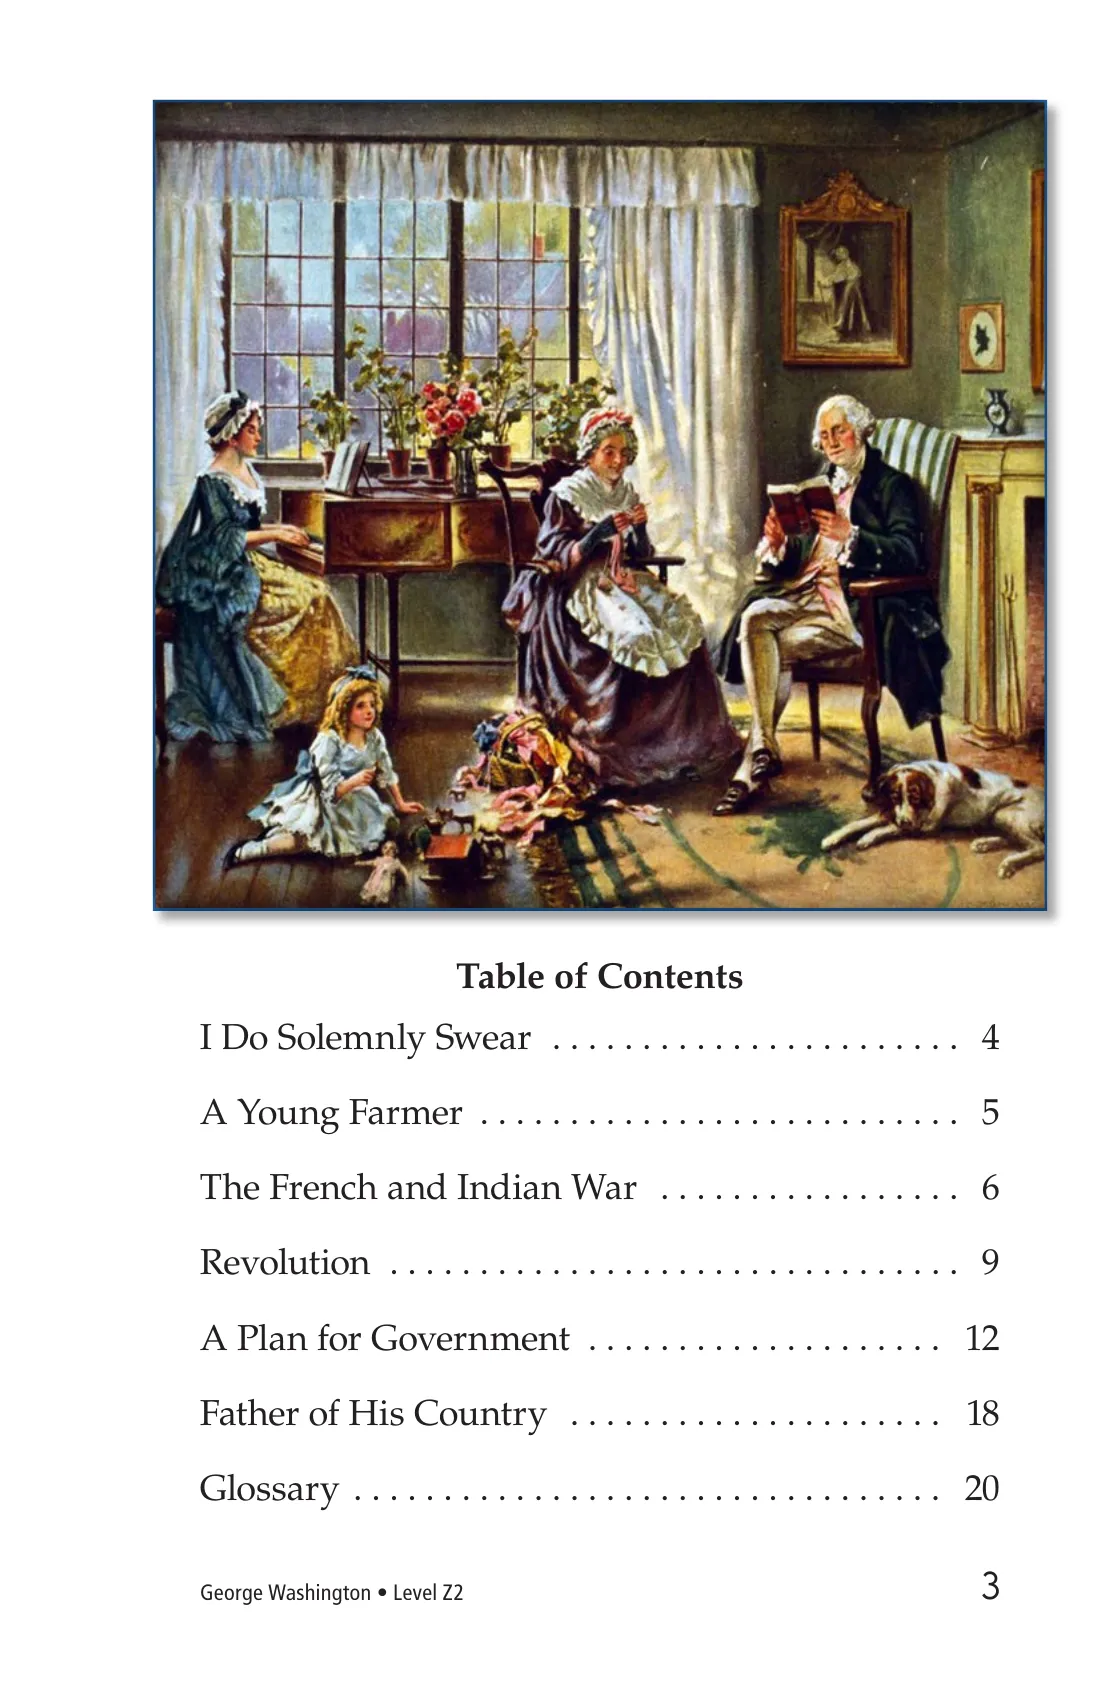 Table of Contents
I Do Solemnly Swear . . . . . . . . . . . . . . . . . . . . . . . 4
A Young Farmer . . . . . . . . . . . . . . . . . . . . . . . . . . . 5
The French and Indian War . . . . . . . . . . . . . . . . . 6
Revolution . . . . . . . . . . . . . . . . . . . . . . . . . . . . . . . . 9
A Plan for Government . . . . . . . . . . . . . . . . . . . . 12
Father of His Country . . . . . . . . . . . . . . . . . . . . . 18
Glossary . . . . . . . . . . . . . . . . . . . . . . . . . . . . . . . . . 20
George Washington • Level Z2 3